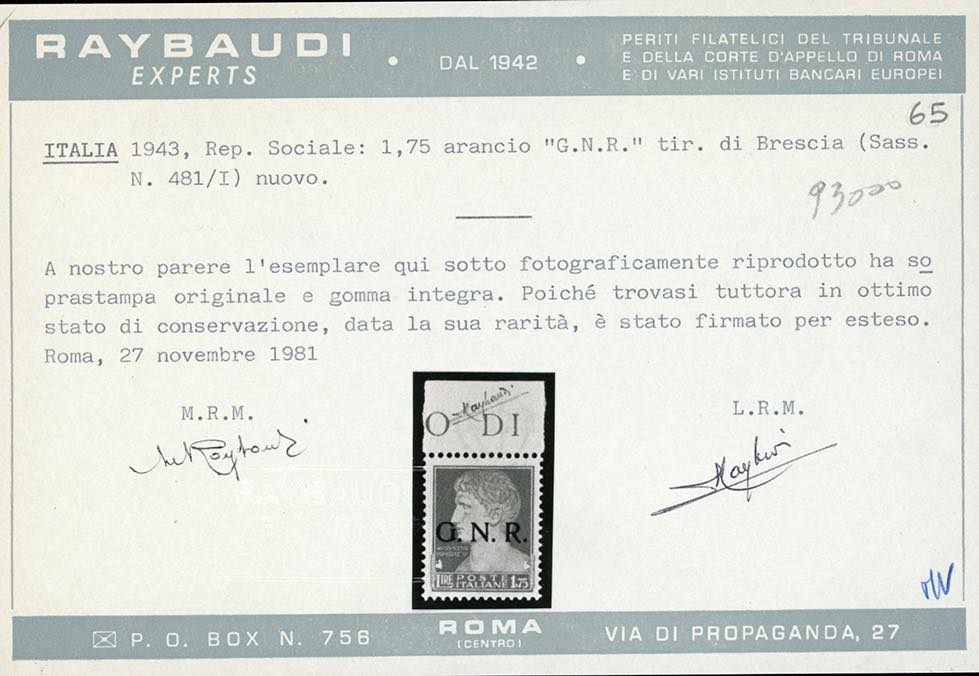 RAYBAUDI
EXPERTS
• DAL 1942 •
PERITI FILATELICI DEL TRIBUNALE
E DELLA CORTE D'APPELLO DI ROMA
E DI VARI ISTITUTI BANCARI EUROPEI
65
ITALIA 1943, Rep. Sociale: 1,75 arancio "G.N.R." tir. di Brescia (Sass.
N. 481/I) nuovo.
93000
A nostro parere l'esemplare qui sotto fotograficamente riprodotto ha so
prastampa originale e gomma integra. Poiché trovasi tuttora in ottimo
stato di conservazione, data la sua rarità, è stato firmato per esteso.
Roma, 27 novembre 1981
M.R.M.
L.R.M.
Raybaudi
O DI
G. N. R.
LIRE POSTE ITALIANE 1,75
P. O. BOX N. 756
ROMA
(CENTRO)
VIA DI PROPAGANDA, 27